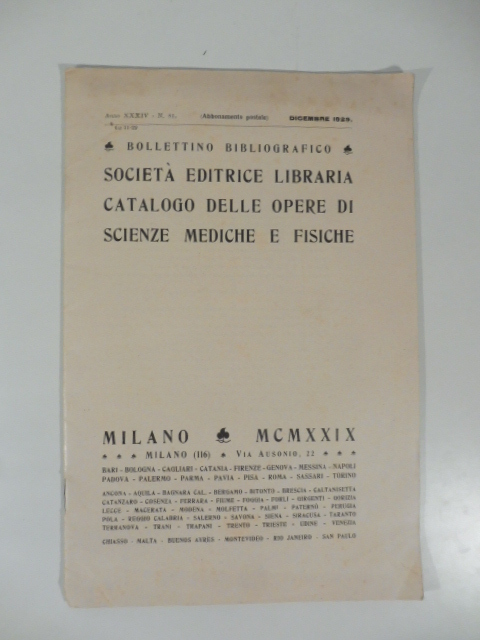 Anno XXXIV - N. 11. (Abbonamento postale) DICEMBRE 1929.
BOLLETTINO BIBLIOGRAFICO
SOCIETÀ EDITRICE LIBRARIA
CATALOGO DELLE OPERE DI
SCIENZE MEDICHE E FISICHE
MILANO MCMXXIX
MILANO (116) VIA AUSONIO, 22
BARI - BOLOGNA - CAGLIARI - CATANIA - FIRENZE - GENOVA - MESSINA - NAPOLI
PADOVA - PALERMO - PARMA - PAVIA - PISA - ROMA - SASSARI - TORINO
ANCONA - AQUILA - BAGNARA CAL. - BERGAMO - BITONTO - BRESCIA - CALTANISETTA
CATANZARO - COSENZA - FERRARA - FIUME - FOGGIA - FORLI - GIRGENTI - GORIZIA
LECCE - MACERATA - MODENA - MOLFETTA - PALMI - PATERNÒ - PERUGIA
POLA - REGGIO CALABRIA - SALERNO - SAVONA - SIENA - SIRACUSA - TARANTO
TERRANOVA - TRANI - TRAPANI - TRENTO - TRIESTE - UDINE - VENEZIA
CHIASSO - MALTA - BUENOS AYRES - MONTEVIDEO - RIO JANEIRO - SAN PAULO